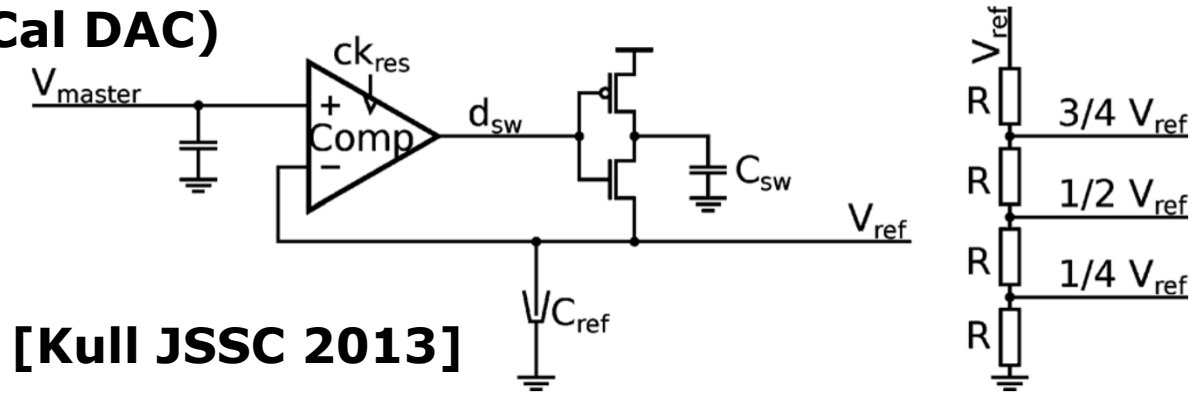 Cal DAC)
V_master
ck_res
+
Comp
−
d_sw
C_sw
V_ref
C_ref
[Kull JSSC 2013]
V_ref
R
3/4 V_ref
R
1/2 V_ref
R
1/4 V_ref
R